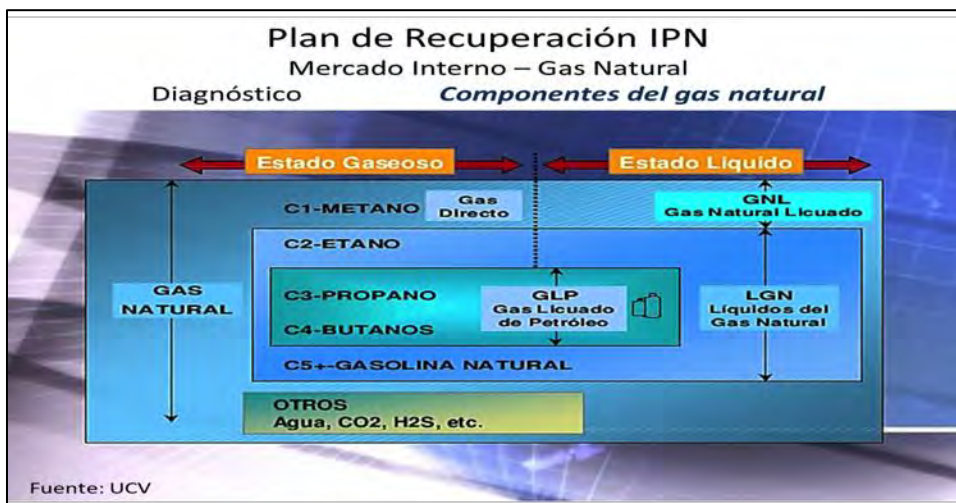 Plan de Recuperación IPN
Mercado Interno – Gas Natural
Diagnóstico
Componentes del gas natural
Estado Gaseoso
Estado Líquido
C1-METANO
Gas
Directo
GNL
Gas Natural Licuado
C2-ETANO
GAS
NATURAL
C3-PROPANO
C4-BUTANOS
GLP
Gas Licuado
de Petróleo
LGN
Líquidos del
Gas Natural
C5+-GASOLINA NATURAL
OTROS
Agua, CO2, H2S, etc.
Fuente: UCV